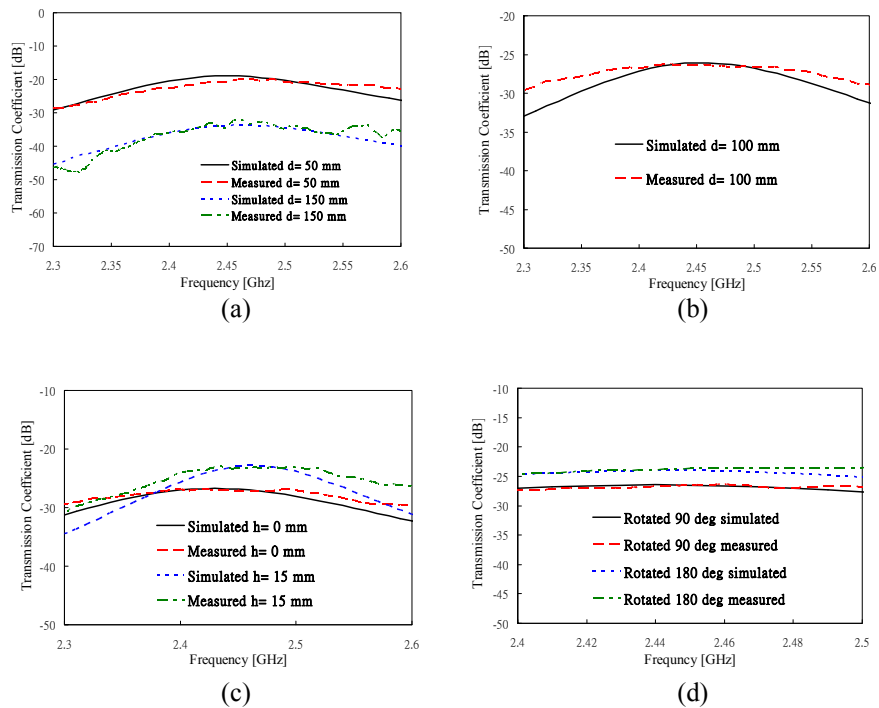 0
-10
-20
-30
-40
-50
-60
-70
Transmission Coefficient [dB]
Simulated d= 50 mm
Measured d= 50 mm
Simulated d= 150 mm
Measured d= 150 mm
2.3 2.35 2.4 2.45 2.5 2.55 2.6
Frequency [Ghz]
(a)
-20
-25
-30
-35
-40
-45
-50
Transmission Coefficient [dB]
Simulated d= 100 mm
Measured d= 100 mm
2.3 2.35 2.4 2.45 2.5 2.55 2.6
Frequency [GHz]
(b)
-10
-20
-30
-40
-50
Transmission Coefficient [dB]
Simulated h= 0 mm
Measured h= 0 mm
Simulated h= 15 mm
Measured h= 15 mm
2.3 2.4 2.5 2.6
Frequency [GHz]
(c)
-10
-15
-20
-25
-30
-35
-40
-45
-50
Transmission Coefficient [dB]
Rotated 90 deg simulated
Rotated 90 deg measured
Rotated 180 deg simulated
Rotated 180 deg measured
2.4 2.42 2.44 2.46 2.48 2.5
Frequncy [GHz]
(d)